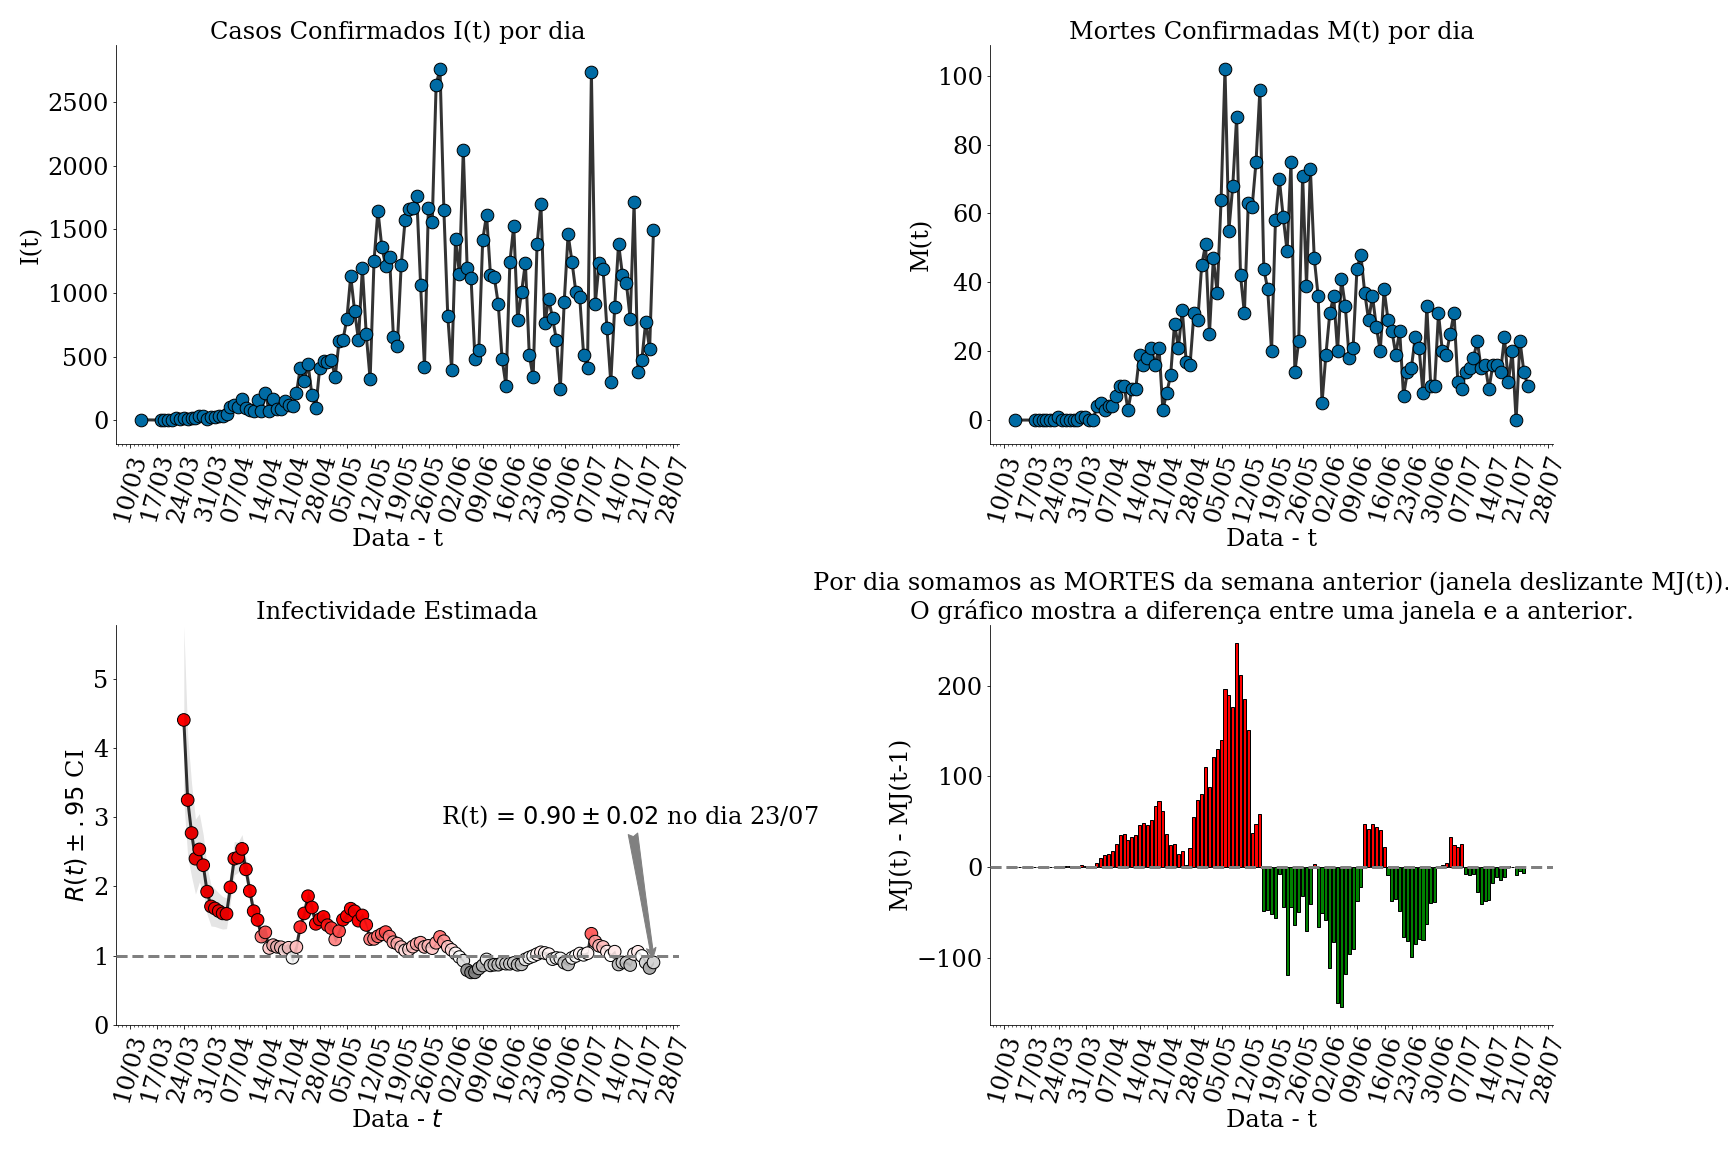 Casos Confirmados I(t) por dia
I(t)
2500
2000
1500
1000
500
0
10/03 17/03 24/03 31/03 07/04 14/04 21/04 28/04 05/05 12/05 19/05 26/05 02/06 09/06 16/06 23/06 30/06 07/07 14/07 21/07 28/07
Data - t
Mortes Confirmadas M(t) por dia
M(t)
100
80
60
40
20
0
10/03 17/03 24/03 31/03 07/04 14/04 21/04 28/04 05/05 12/05 19/05 26/05 02/06 09/06 16/06 23/06 30/06 07/07 14/07 21/07 28/07
Data - t
Infectividade Estimada
R(t) ± .95 CI
5
4
3
2
1
0
R(t) = 0.90 ± 0.02 no dia 23/07
10/03 17/03 24/03 31/03 07/04 14/04 21/04 28/04 05/05 12/05 19/05 26/05 02/06 09/06 16/06 23/06 30/06 07/07 14/07 21/07 28/07
Data - t
Por dia somamos as MORTES da semana anterior (janela deslizante MJ(t)).
O gráfico mostra a diferença entre uma janela e a anterior.
MJ(t) - MJ(t-1)
200
100
0
−100
10/03 17/03 24/03 31/03 07/04 14/04 21/04 28/04 05/05 12/05 19/05 26/05 02/06 09/06 16/06 23/06 30/06 07/07 14/07 21/07 28/07
Data - t